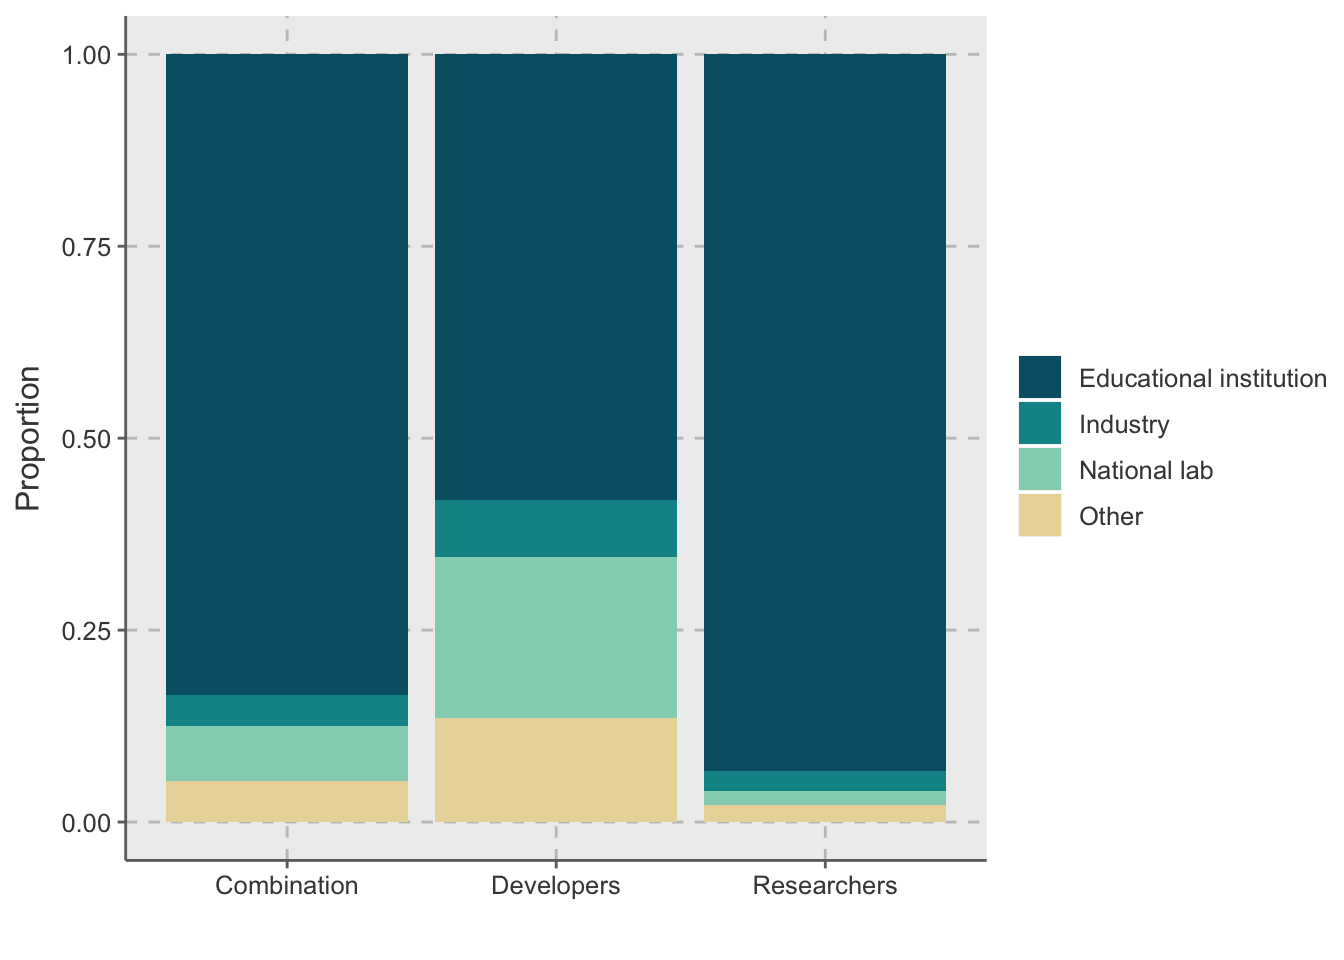 Proportion
1.00
0.75
0.50
0.25
0.00
Combination
Developers
Researchers
Educational institution
Industry
National lab
Other